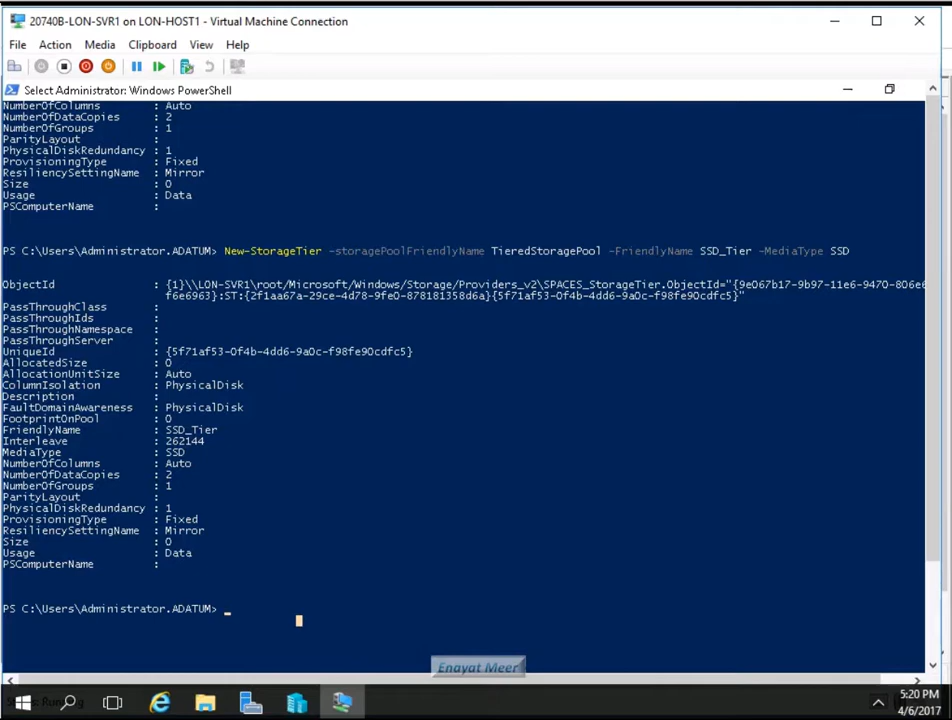 20740B-LON-SVR1 on LON-HOST1 - Virtual Machine Connection
File Action Media Clipboard View Help
Select Administrator: Windows PowerShell
NumberOfColumns : Auto
NumberOfDataCopies : 2
NumberOfGroups : 1
ParityLayout :
PhysicalDiskRedundancy : 1
ProvisioningType : Fixed
ResiliencySettingName : Mirror
Size : 0
Usage : Data
PSComputerName :
PS C:\Users\Administrator.ADATUM> New-StorageTier -storagePoolFriendlyName TieredStoragePool -FriendlyName SSD_Tier -MediaType SSD
ObjectId : {1}\\LON-SVR1\root/Microsoft/Windows/Storage/Providers_v2\SPACES_StorageTier.ObjectId="{9e067b17-9b97-11e6-9470-806e6
f6e6963}:ST:{2f1aa67a-29ce-4d78-9fe0-878181358d6a}{5f71af53-0f4b-4dd6-9a0c-f98fe90cdfc5}"
PassThroughClass :
PassThroughIds :
PassThroughNamespace :
PassThroughServer :
UniqueId : {5f71af53-0f4b-4dd6-9a0c-f98fe90cdfc5}
AllocatedSize : 0
AllocationUnitSize : Auto
ColumnIsolation : PhysicalDisk
Description :
FaultDomainAwareness : PhysicalDisk
FootprintOnPool : 0
FriendlyName : SSD_Tier
Interleave : 262144
MediaType : SSD
NumberOfColumns : Auto
NumberOfDataCopies : 2
NumberOfGroups : 1
ParityLayout :
PhysicalDiskRedundancy : 1
ProvisioningType : Fixed
ResiliencySettingName : Mirror
Size : 0
Usage : Data
PSComputerName :
PS C:\Users\Administrator.ADATUM>
Enayat Meer
5:20 PM
4/6/2017